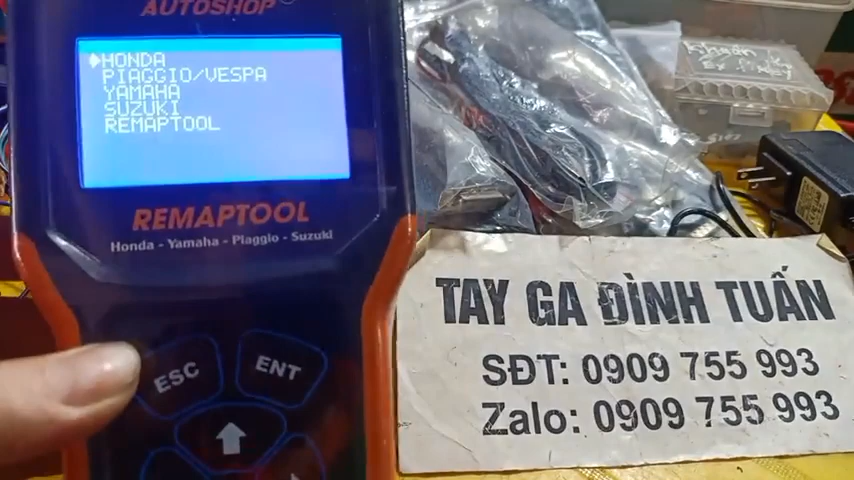 AUTOSHOP
HONDA
PIAGGIO/VESPA
YAMAHA
SUZUKI
REMAPTOOL
REMAPTOOL
Honda - Yamaha - Piaggio - Suzuki
ESC
ENT
TAY GA ĐÌNH TUẤN
SĐT: 0909 755 993
Zalo: 0909 755 993